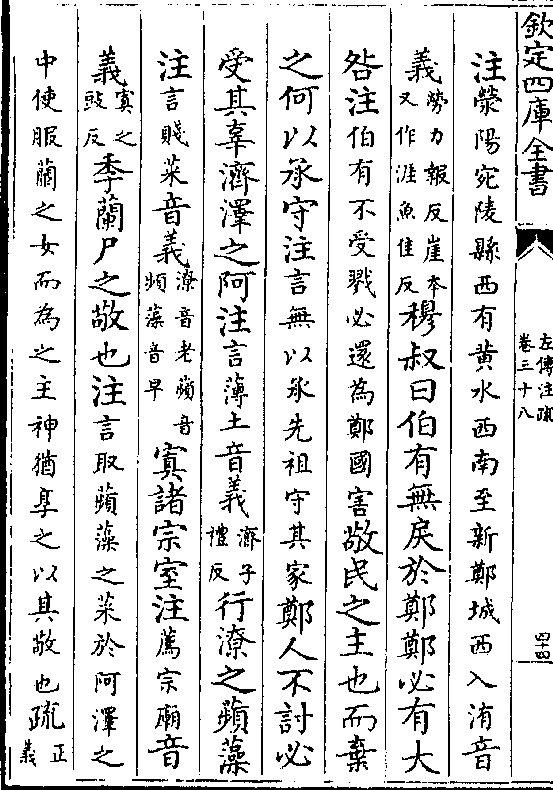 欽定四庫全書
左傳注疏
卷三十八
四十四
注滎陽宛陵縣西有黄水西南至新鄭城西入洧音
義勞力報反崖本
又作涯魚佳反穆叔曰伯有無戾於鄭鄭必有大
咎注伯有不受戮必還為鄭國害敬民之主也而棄
之何以承守注言無以承先祖守其家鄭人不討必
受其辜濟澤之阿注言薄土音義濟子
禮反行潦之蘋藻
注言賤菜音義潦音老蘋音
頻藻音早寘諸宗室注薦宗廟音
義寘之
豉反季蘭尸之敬也注言取蘋藻之菜於阿澤之
中使服蘭之女而為之主神猶享之以其敬也疏正
義